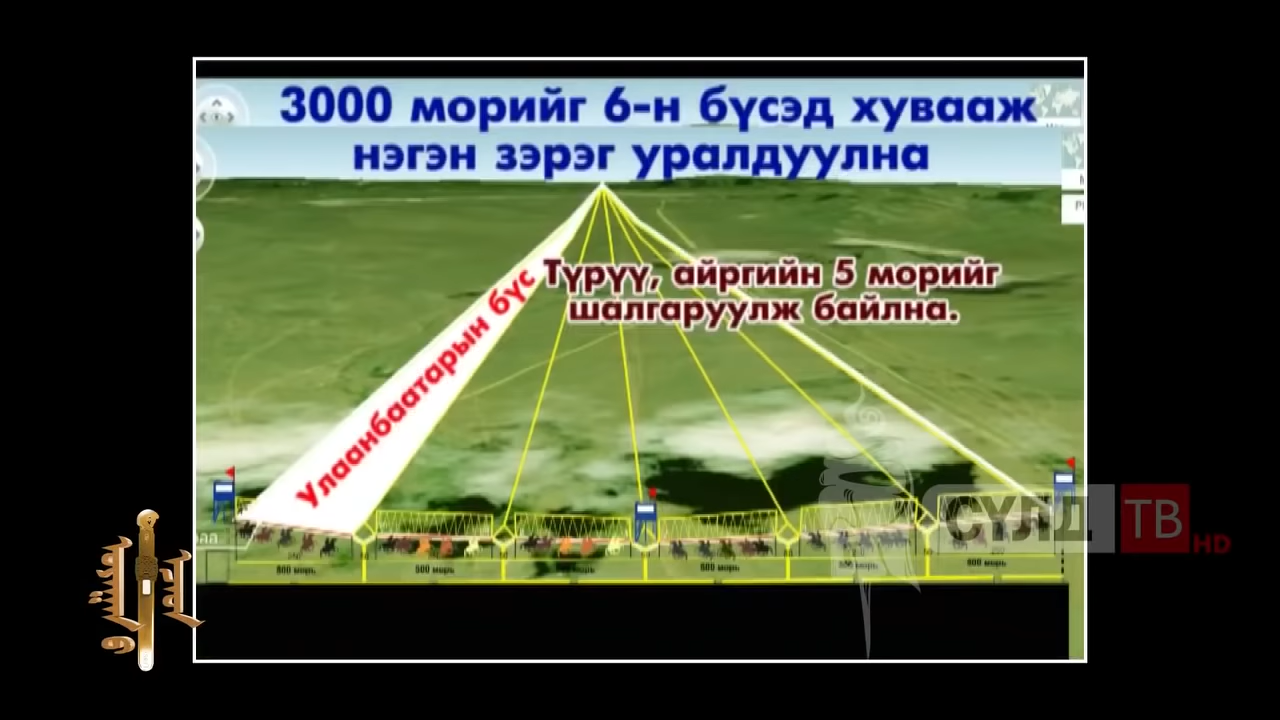 3000 морийг 6-н бүсэд хувааж
нэгэн зэрэг уралдуулна
Түрүү, айргийн 5 морийг
шалгаруулж байлна.
Улаанбаатарын бүс
СҮЛД ТВ HD